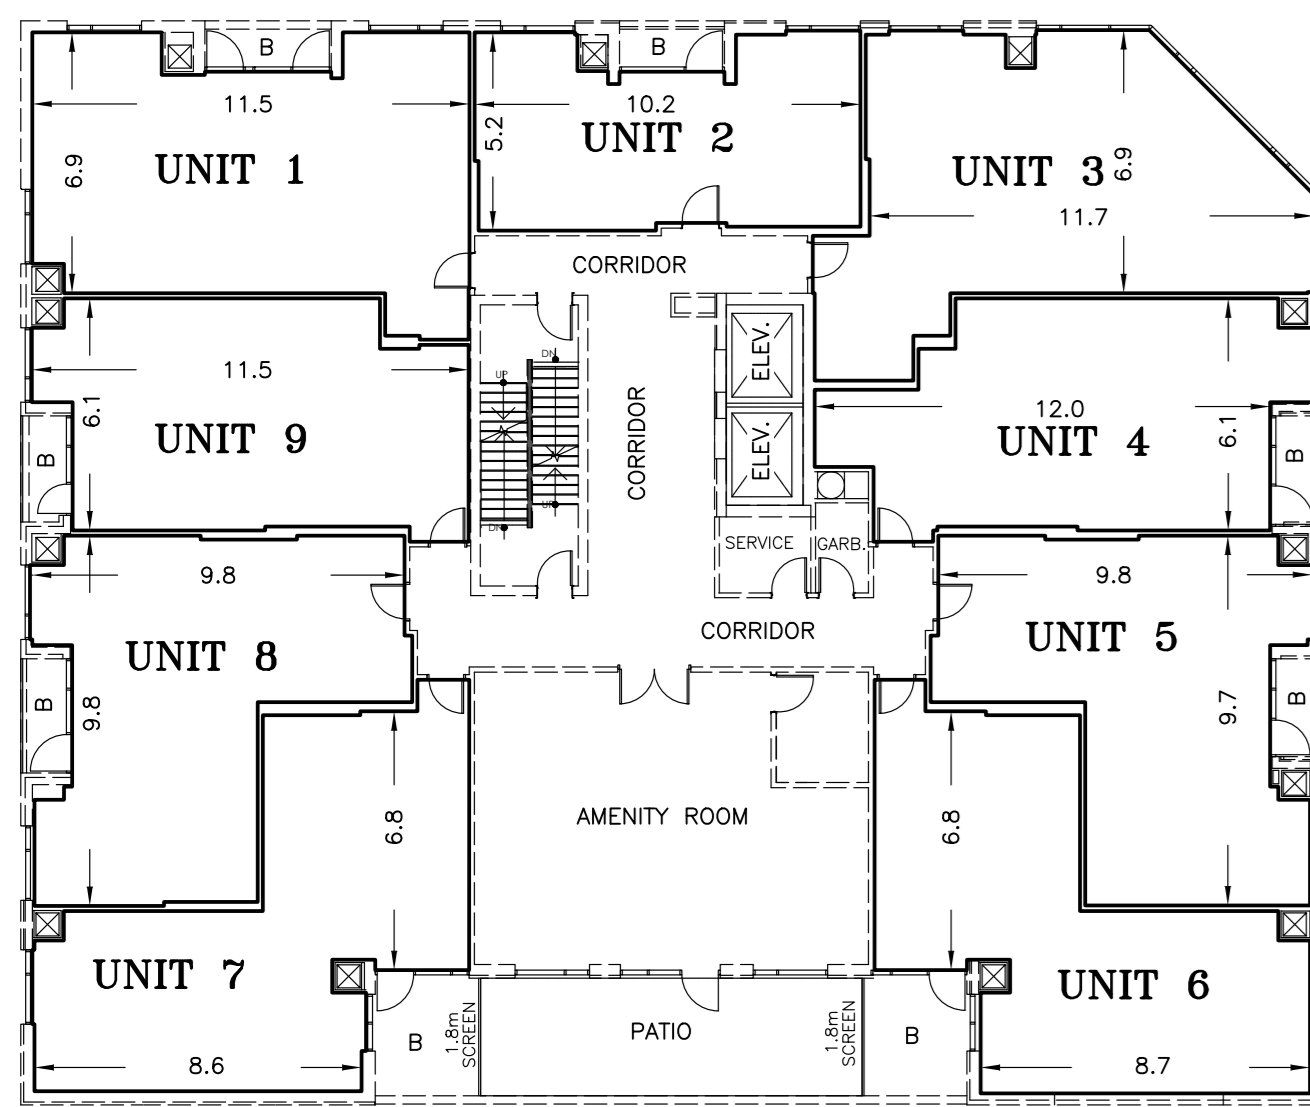 B
B
11.5
10.2
UNIT 1
5.2
UNIT 2
6.9
UNIT 3
6.9
11.7
CORRIDOR
11.5
6.1
UNIT 9
B
UP
DN
DN
UP
CORRIDOR
ELEV.
ELEV.
12.0
UNIT 4
6.1
B
SERVICE
GARB.
9.8
9.8
UNIT 8
CORRIDOR
UNIT 5
B
9.8
9.7
B
6.8
AMENITY ROOM
6.8
UNIT 7
UNIT 6
8.6
B
1.8m
SCREEN
PATIO
1.8m
SCREEN
B
8.7